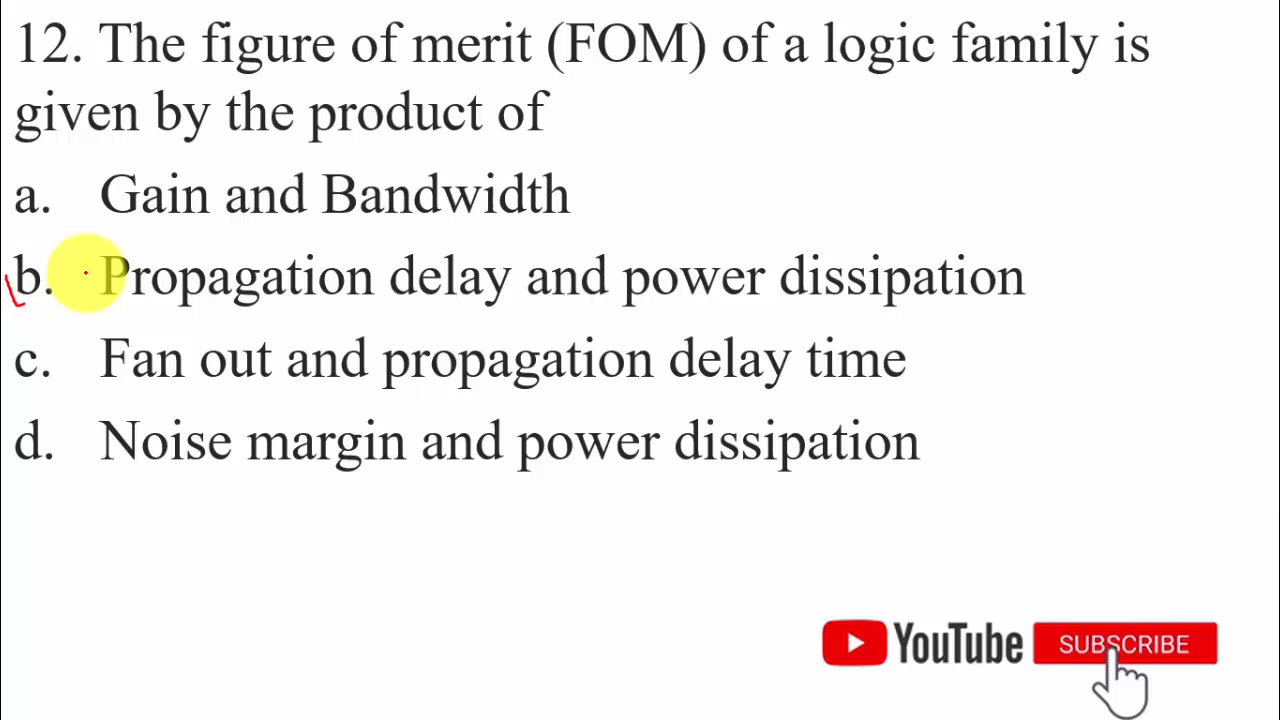 12. The figure of merit (FOM) of a logic family is
given by the product of
a. Gain and Bandwidth
b. Propagation delay and power dissipation
c. Fan out and propagation delay time
d. Noise margin and power dissipation
YouTube SUBSCRIBE